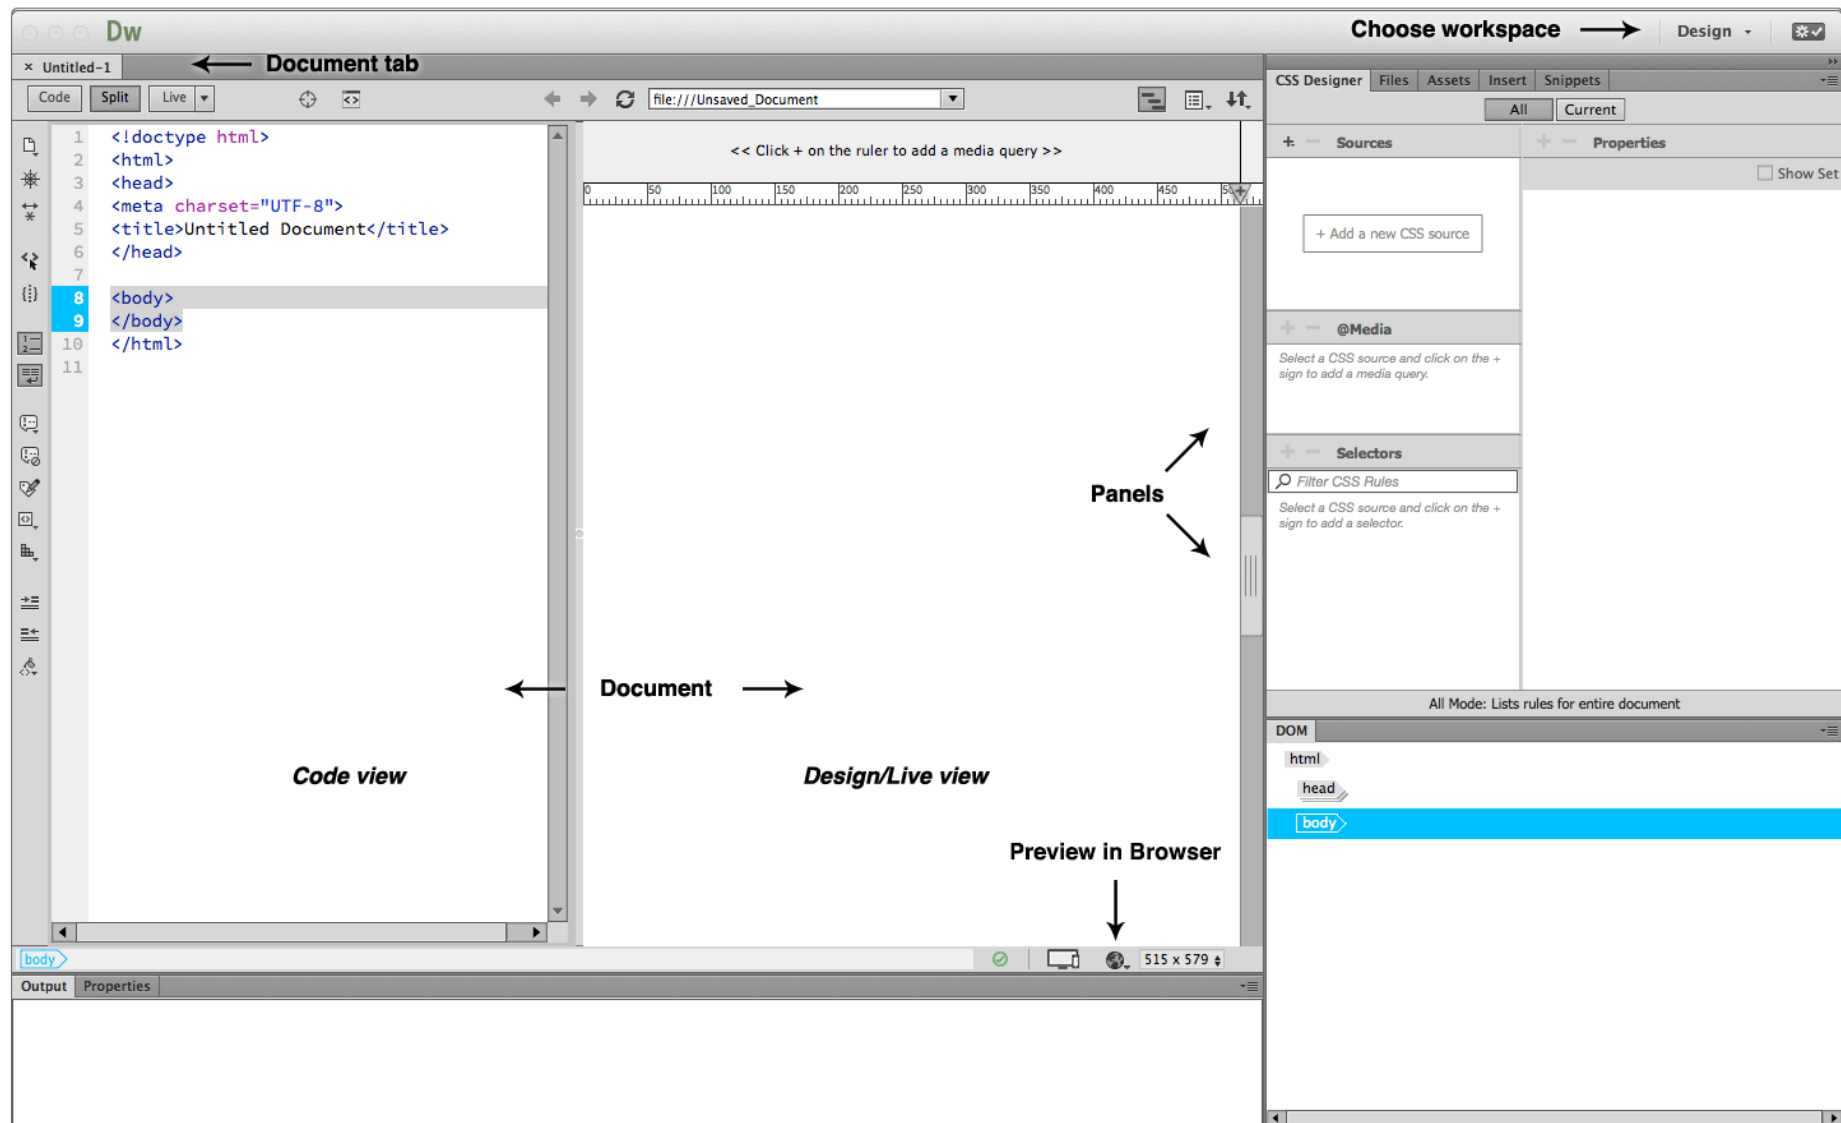 Dw
Choose workspace
Design
× Untitled-1
Document tab
Code Split Live
file:///Unsaved_Document
CSS Designer Files Assets Insert Snippets
All Current
1 <!doctype html>
2 <html>
3 <head>
4 <meta charset="UTF-8">
5 <title>Untitled Document</title>
6 </head>
7
8 <body>
9 </body>
10 </html>
11
<< Click + on the ruler to add a media query >>
0 50 100 150 200 250 300 350 400 450
+ − Sources
+ − Properties
Show Set
+ Add a new CSS source
+ − @Media
Select a CSS source and click on the +
sign to add a media query.
+ − Selectors
Filter CSS Rules
Select a CSS source and click on the +
sign to add a selector.
Panels
Document
Code view
Design/Live view
Preview in Browser
All Mode: Lists rules for entire document
DOM
html
head
body
body
515 x 579
Output Properties